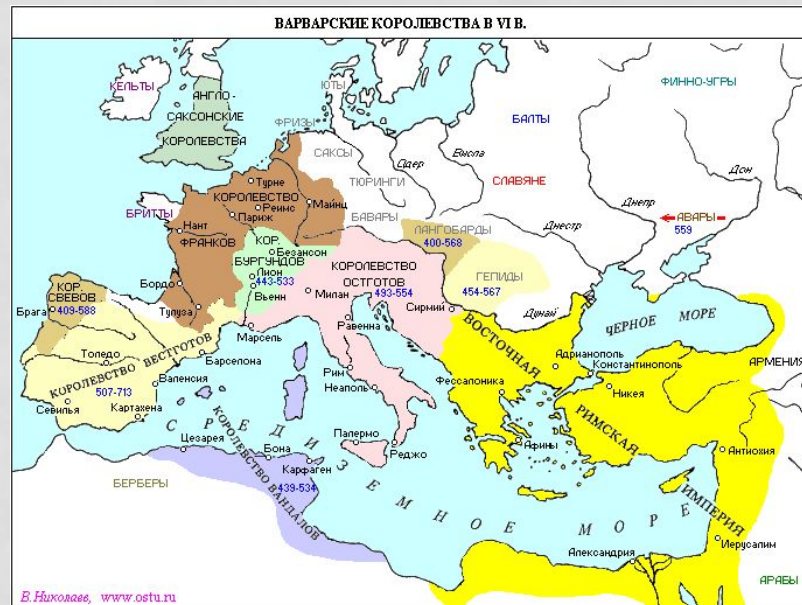 ВАРВАРСКИЕ КОРОЛЕВСТВА В VI В.
КЕЛЬТЫ
АНГЛО-
САКСОНСКИЕ
КОРОЛЕВСТВА
БРИТТЫ
ЮТЫ
ФРИЗЫ
САКСЫ
ТЮРИНГИ
БАВАРЫ
Одер
Висла
БАЛТЫ
СЛАВЯНЕ
ФИННО-УГРЫ
Дон
Днепр
Днестр
АВАРЫ
559
Турне
КОРОЛЕВСТВО
Реймс
Майнц
Париж
Нант
ФРАНКОВ
Бордо
Тулуза
КОР.
Безансон
БУРГУНДОВ
Лион
443-533
Вьенн
ЛАНГОБАРДЫ
400-568
ГЕПИДЫ
454-567
КОРОЛЕВСТВО
ОСТГОТОВ
Милан
493-554
Сирмий
Дунай
Равенна
Марсель
Рим
Неаполь
Палермо
Реджо
КОР.
СВЕВОВ
409-588
Брага
Толедо
КОРОЛЕВСТВО ВЕСТГОТОВ
507-713
Барселона
Валенсия
Севилья
Картахена
ЧЕРНОЕ МОРЕ
ВОСТОЧНАЯ
РИМСКАЯ
ИМПЕРИЯ
Адрианополь
Константинополь
Никея
Фессалоника
Афины
АРМЕНИЯ
Антиохия
Иерусалим
Александрия
АРАБЫ
СРЕДИЗЕМНОЕ МОРЕ
КОРОЛЕВСТВО ВАНДАЛОВ
439-534
Цезарея
Бона
Карфаген
БЕРБЕРЫ
В.Николаев, www.ostu.ru